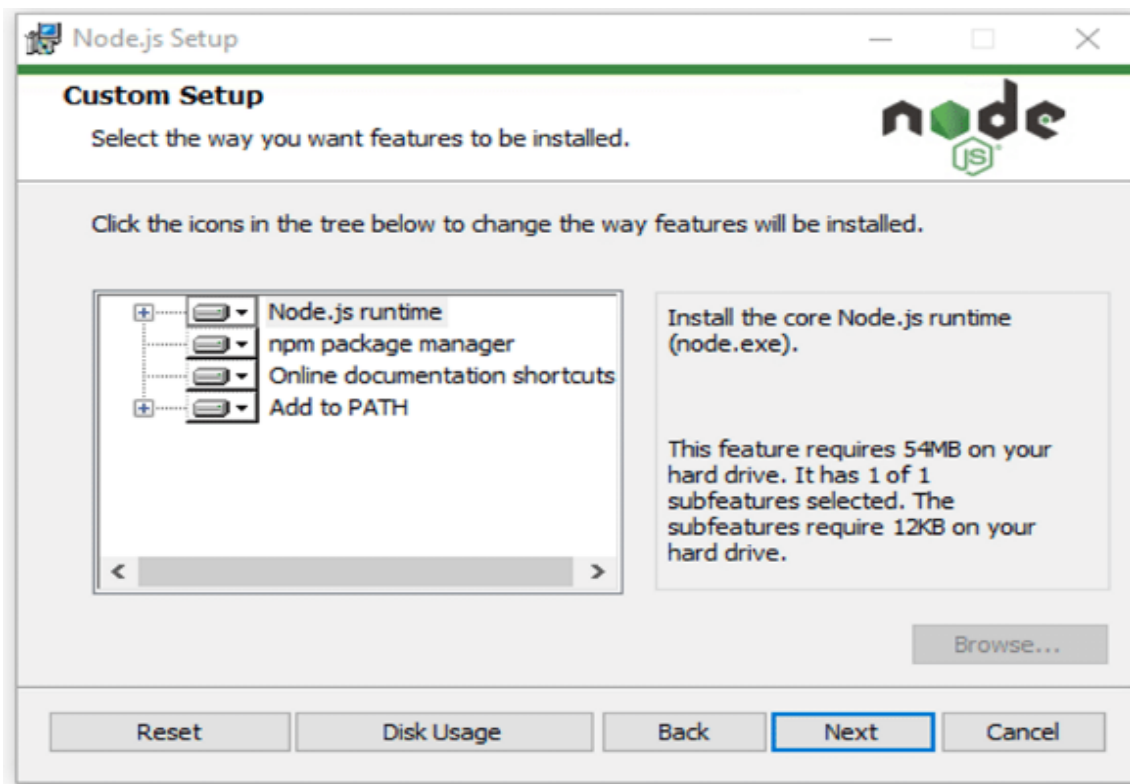 Node.js Setup
Custom Setup
Select the way you want features to be installed.
node
JS
Click the icons in the tree below to change the way features will be installed.
Node.js runtime
npm package manager
Online documentation shortcuts
Add to PATH
Install the core Node.js runtime
(node.exe).
This feature requires 54MB on your
hard drive. It has 1 of 1
subfeatures selected. The
subfeatures require 12KB on your
hard drive.
Browse...
Reset
Disk Usage
Back
Next
Cancel